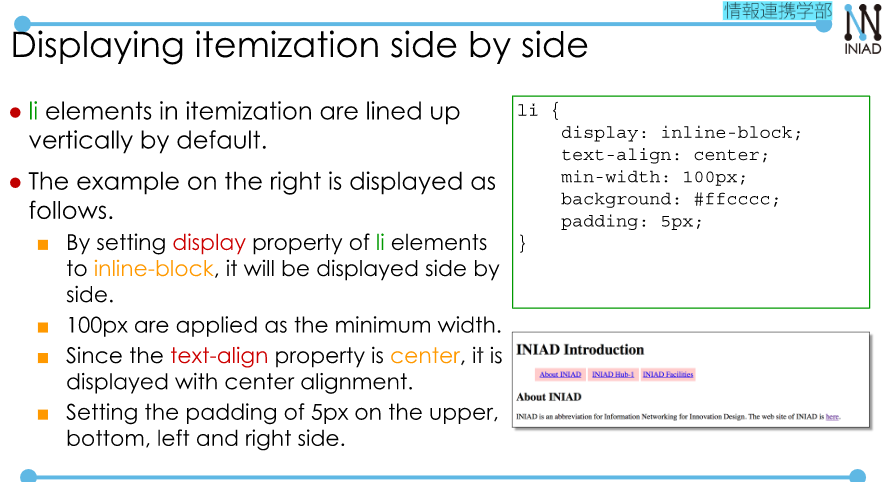 情報連携学部
INIAD
Displaying itemization side by side
● li elements in itemization are lined up
vertically by default.
● The example on the right is displayed as
follows.
■ By setting display property of li elements
to inline-block, it will be displayed side by
side.
■ 100px are applied as the minimum width.
■ Since the text-align property is center, it is
displayed with center alignment.
■ Setting the padding of 5px on the upper,
bottom, left and right side.
li {
    display: inline-block;
    text-align: center;
    min-width: 100px;
    background: #ffcccc;
    padding: 5px;
}
INIAD Introduction
About INIAD INIAD Hub-1 INIAD Facilities
About INIAD
INIAD is an abbreviation for Information Networking for Innovation Design. The web site of INIAD is here.